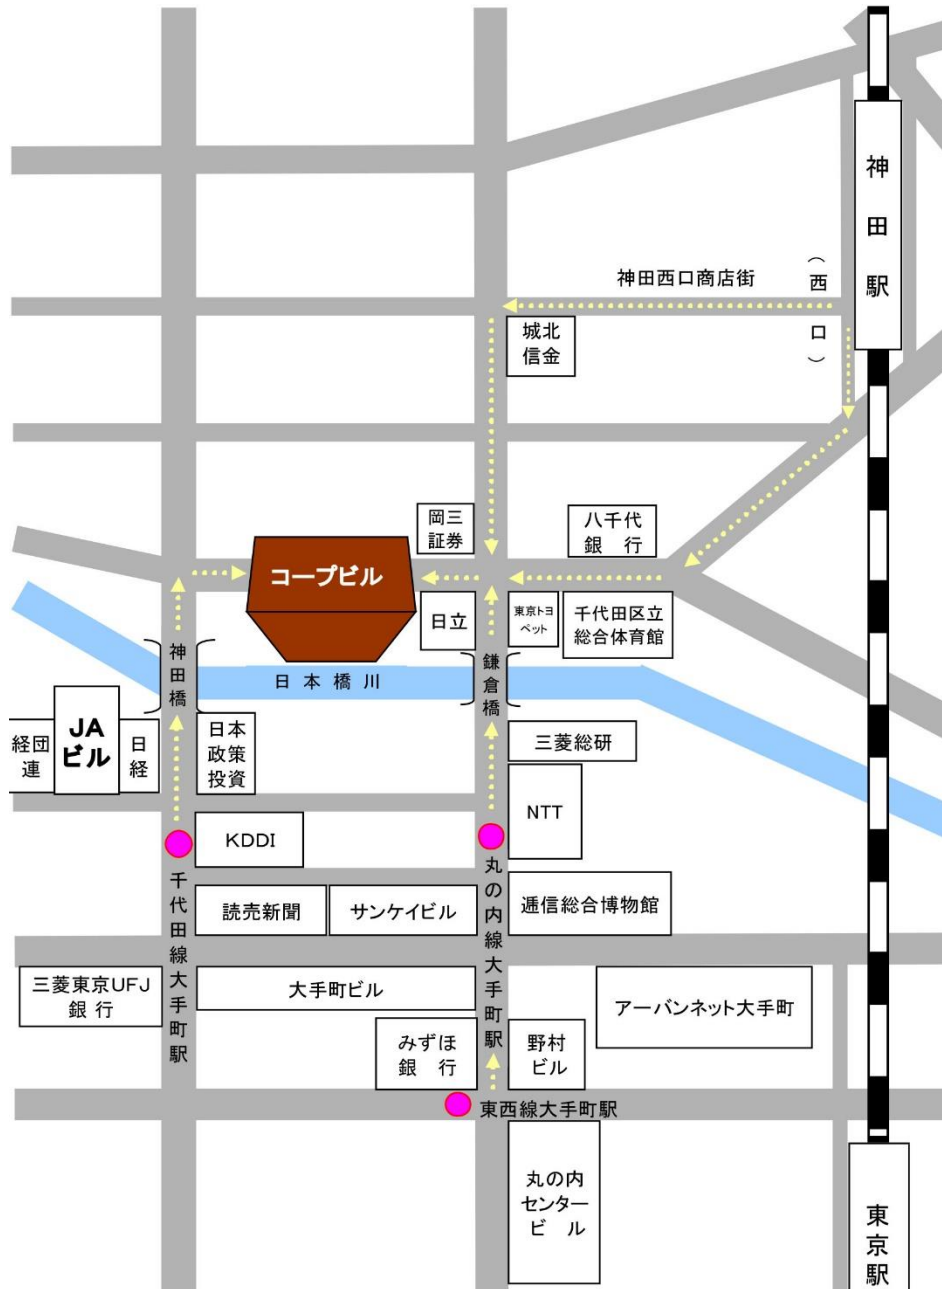 神田駅
（西口）
神田西口商店街
城北
信金
岡三
証券
八千代
銀　行
コープビル
日立
東京トヨ
ペット
千代田区立
総合体育館
神田橋
日本橋川
鎌倉橋
経団
連
JA
ビル
日
経
日本
政策
投資
三菱総研
NTT
KDDI
千代田線大手町駅
丸の内線大手町駅
読売新聞
サンケイビル
逓信総合博物館
三菱東京UFJ
銀 行
大手町ビル
アーバンネット大手町
みずほ
銀　行
野村
ビル
東西線大手町駅
丸の内
センター
ビ　ル
東京駅